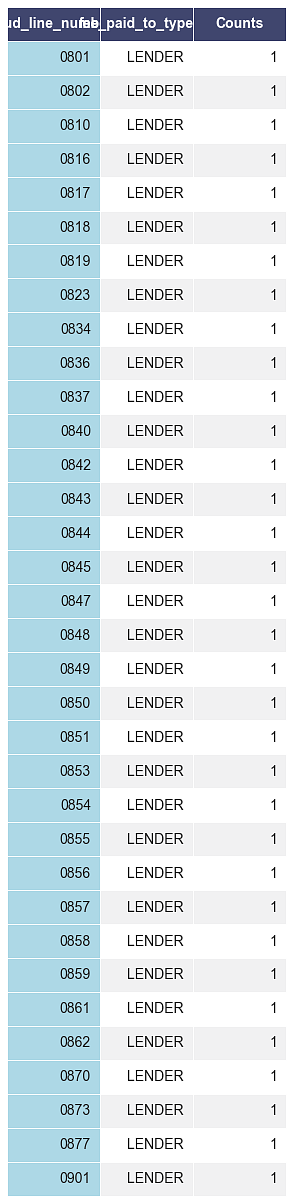 ud_line_numb fee_paid_to_type Counts
0801 LENDER 1
0802 LENDER 1
0810 LENDER 1
0816 LENDER 1
0817 LENDER 1
0818 LENDER 1
0819 LENDER 1
0823 LENDER 1
0834 LENDER 1
0836 LENDER 1
0837 LENDER 1
0840 LENDER 1
0842 LENDER 1
0843 LENDER 1
0844 LENDER 1
0845 LENDER 1
0847 LENDER 1
0848 LENDER 1
0849 LENDER 1
0850 LENDER 1
0851 LENDER 1
0853 LENDER 1
0854 LENDER 1
0855 LENDER 1
0856 LENDER 1
0857 LENDER 1
0858 LENDER 1
0859 LENDER 1
0861 LENDER 1
0862 LENDER 1
0870 LENDER 1
0873 LENDER 1
0877 LENDER 1
0901 LENDER 1